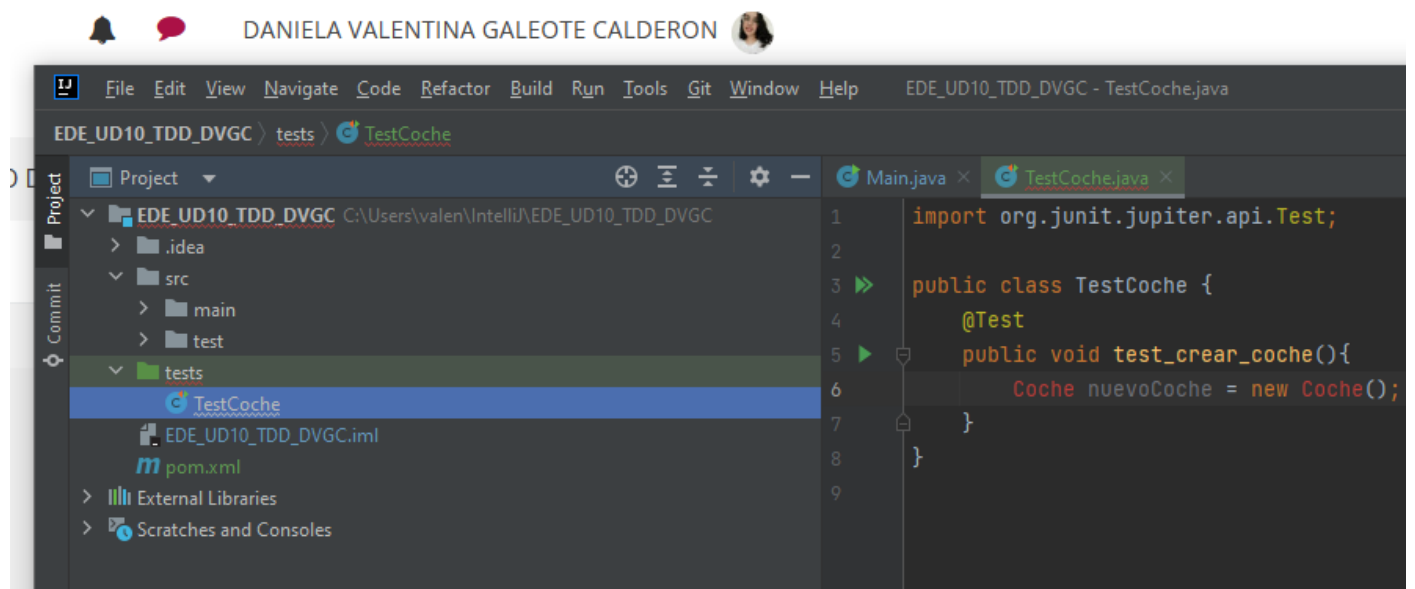 DANIELA VALENTINA GALEOTE CALDERON
IJ File Edit View Navigate Code Refactor Build Run Tools Git Window Help EDE_UD10_TDD_DVGC - TestCoche.java
EDE_UD10_TDD_DVGC tests TestCoche
Project
Commit
Project
EDE_UD10_TDD_DVGC C:\Users\valen\IntelliJ\EDE_UD10_TDD_DVGC
.idea
src
main
test
tests
TestCoche
EDE_UD10_TDD_DVGC.iml
m pom.xml
External Libraries
Scratches and Consoles
Main.java TestCoche.java
1 import org.junit.jupiter.api.Test;
2
3 public class TestCoche {
4 @Test
5 public void test_crear_coche(){
6 Coche nuevoCoche = new Coche();
7 }
8 }
9